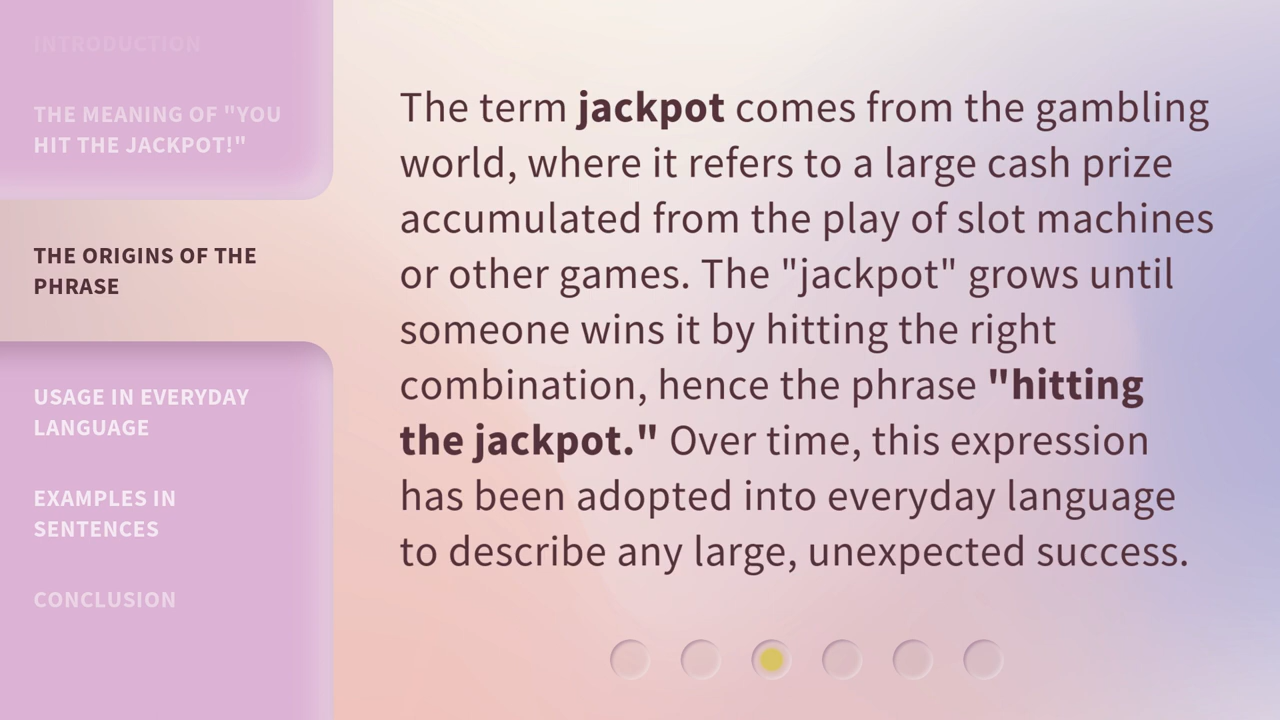 INTRODUCTION
THE MEANING OF "YOU
HIT THE JACKPOT!"
THE ORIGINS OF THE
PHRASE
USAGE IN EVERYDAY
LANGUAGE
EXAMPLES IN
SENTENCES
CONCLUSION
The term jackpot comes from the gambling
world, where it refers to a large cash prize
accumulated from the play of slot machines
or other games. The "jackpot" grows until
someone wins it by hitting the right
combination, hence the phrase "hitting
the jackpot." Over time, this expression
has been adopted into everyday language
to describe any large, unexpected success.